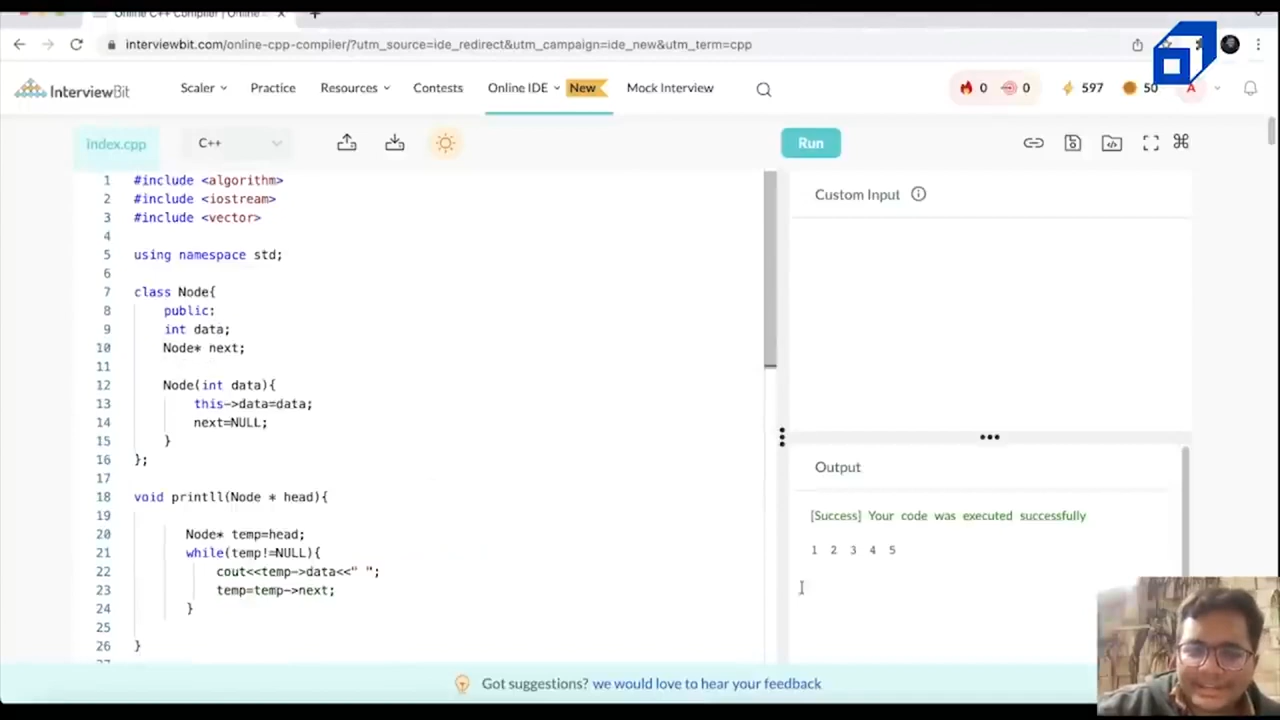 Online C++ Compiler | Online
interviewbit.com/online-cpp-compiler/?utm_source=ide_redirect&utm_campaign=ide_new&utm_term=cpp
InterviewBit Scaler Practice Resources Contests Online IDE New Mock Interview 0 0 597 50 A
index.cpp C++ Run
1 #include <algorithm>
2 #include <iostream>
3 #include <vector>
4
5 using namespace std;
6
7 class Node{
8 public:
9 int data;
10 Node* next;
11
12 Node(int data){
13 this->data=data;
14 next=NULL;
15 }
16 };
17
18 void printll(Node * head){
19
20 Node* temp=head;
21 while(temp!=NULL){
22 cout<<temp->data<<" ";
23 temp=temp->next;
24 }
25
26 }
Custom Input
Output
[Success] Your code was executed successfully
1 2 3 4 5
Got suggestions? we would love to hear your feedback